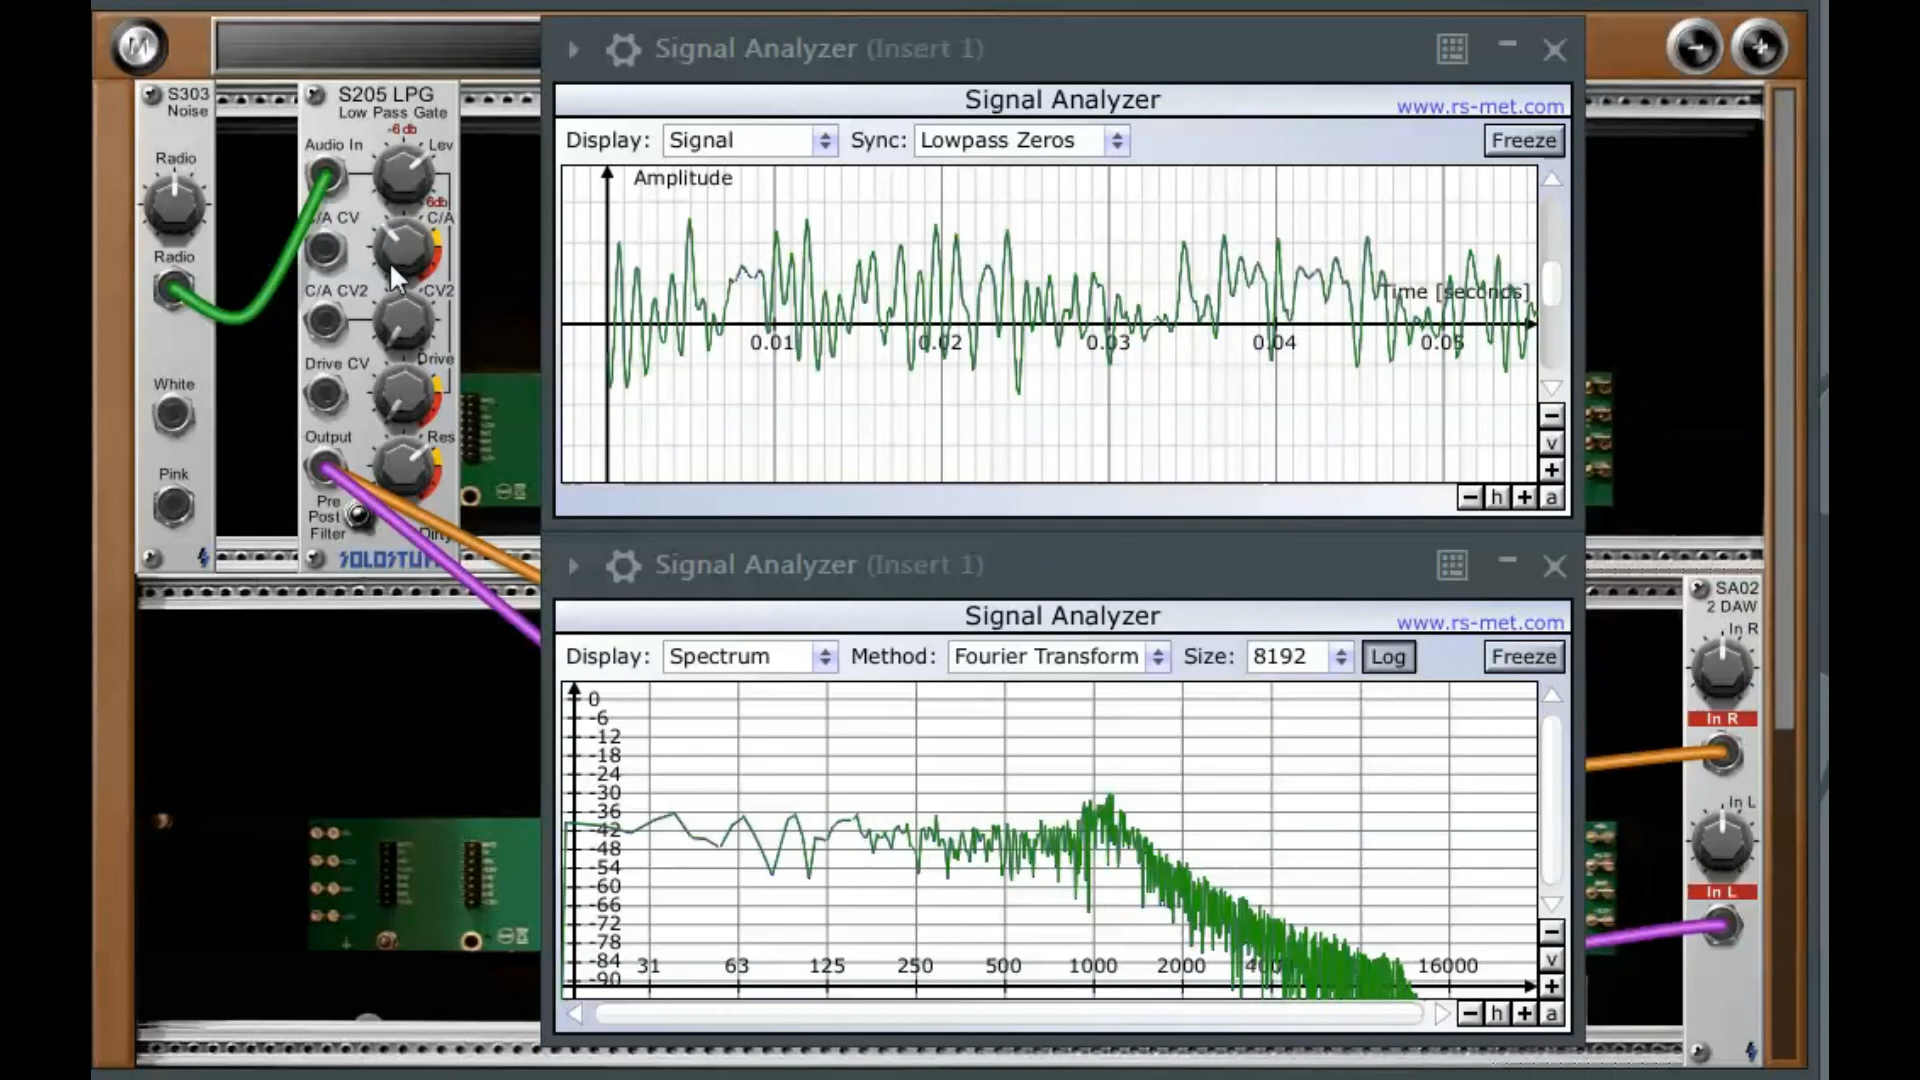 M
S303
Noise
Radio
Radio
White
Pink
S205 LPG
Low Pass Gate
-6 db
Audio In
Lev
6db
C/A CV
C/A
C/A CV2
CV2
Drive CV
Drive
Output
Res
Pre
Post
Filter
SOLOSTUF
Signal Analyzer (Insert 1)
Signal Analyzer
www.rs-met.com
Display: Signal Sync: Lowpass Zeros Freeze
Amplitude
Time [seconds]
0.01 0.02 0.03 0.04 0.05
- v +
- h + a
Signal Analyzer (Insert 1)
Signal Analyzer
www.rs-met.com
Display: Spectrum Method: Fourier Transform Size: 8192 Log Freeze
0
-6
-12
-18
-24
-30
-36
-42
-48
-54
-60
-66
-72
-78
-84
-90
31 63 125 250 500 1000 2000 16000
- v +
- h + a
SA02
2 DAW
In R
In R
In L
In L